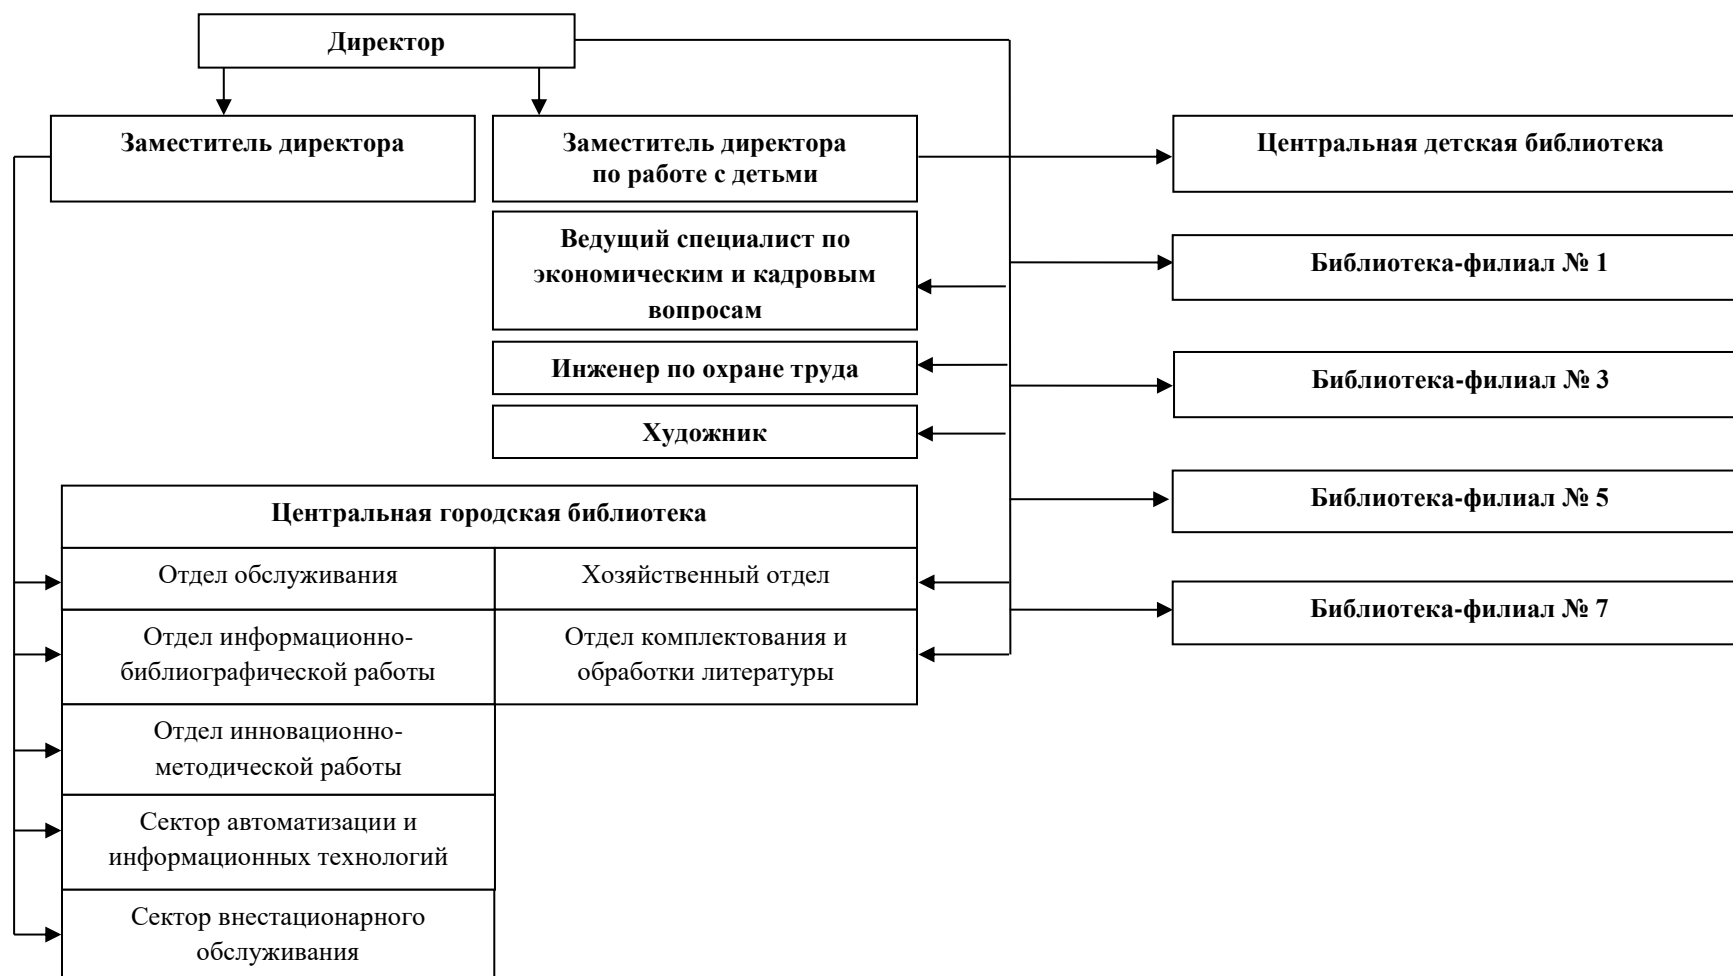 Директор
Заместитель директора
Заместитель директора
по работе с детьми
Центральная детская библиотека
Ведущий специалист по
экономическим и кадровым
вопросам
Библиотека-филиал № 1
Инженер по охране труда
Библиотека-филиал № 3
Художник
Центральная городская библиотека
Библиотека-филиал № 5
Отдел обслуживания
Хозяйственный отдел
Библиотека-филиал № 7
Отдел информационно-
библиографической работы
Отдел комплектования и
обработки литературы
Отдел инновационно-
методической работы
Сектор автоматизации и
информационных технологий
Сектор внестационарного
обслуживания